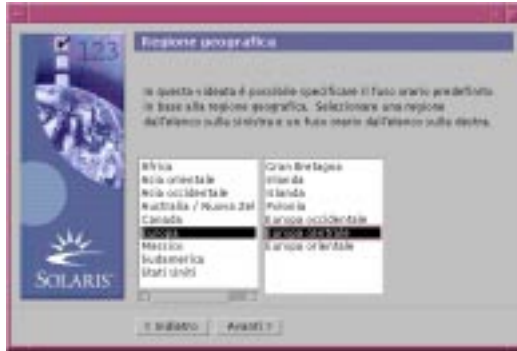 123
Regione geografica
In questa videata è possibile specificare il fuso orario predefinito
in base alla regione geografica. Selezionare una regione
dall'elenco sulla sinistra e un fuso orario dall'elenco sulla destra.
Africa
Asia orientale
Asia occidentale
Australia / Nuova Zel
Canada
Europa
Messico
Sudamerica
Stati Uniti
Gran Bretagna
Irlanda
Islanda
Polonia
Europa occidentale
Europa centrale
Europa orientale
SOLARIS
< Indietro
Avanti >